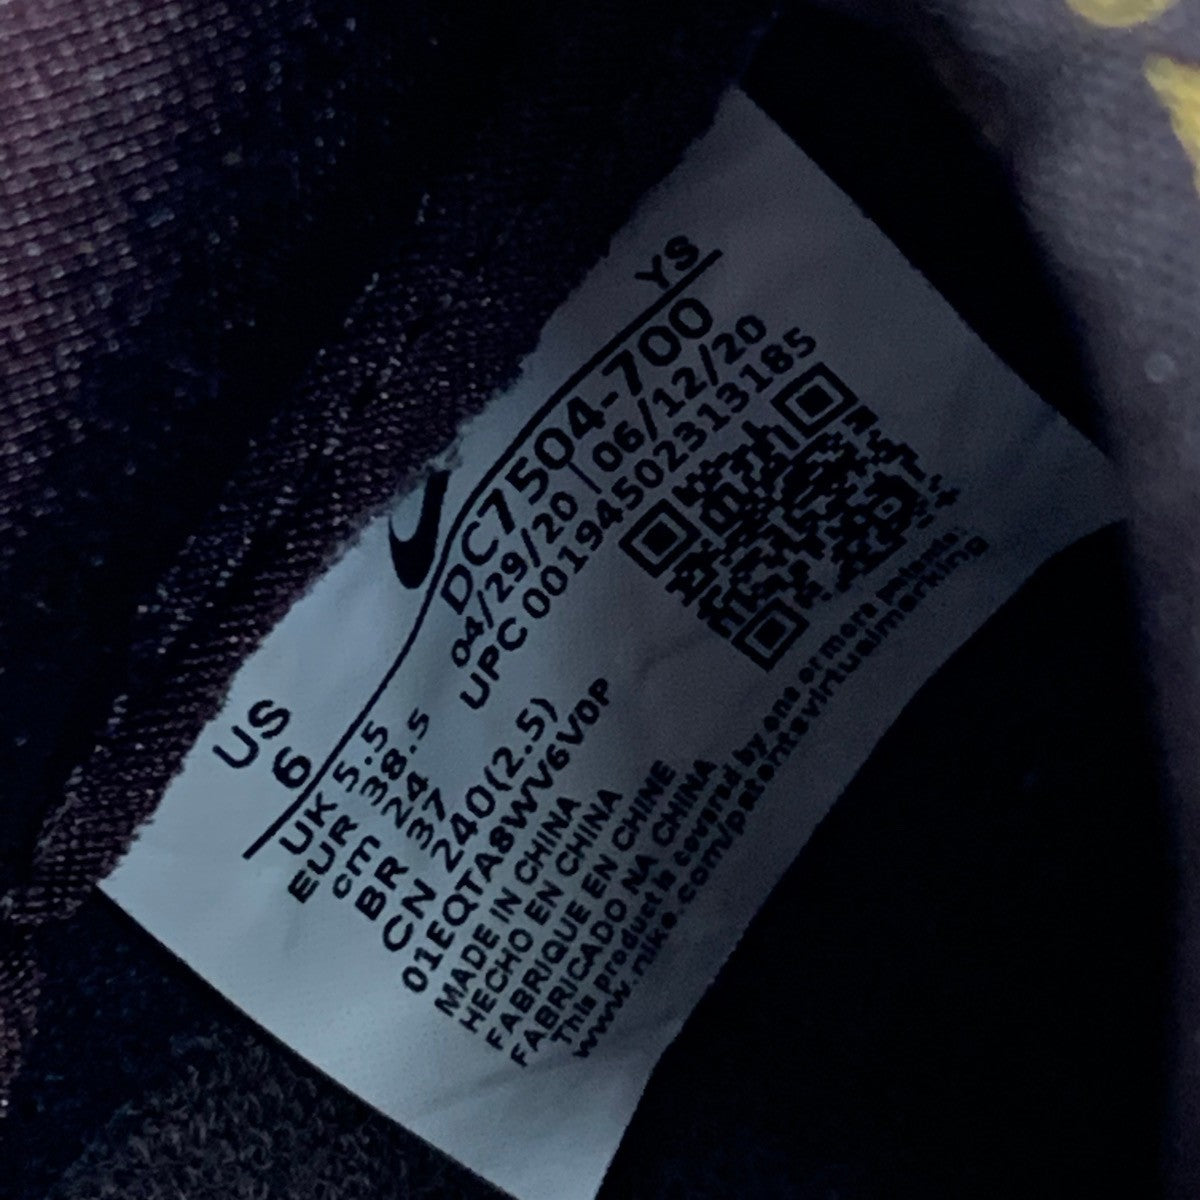 YS
US
6
DC7504-700
04/29/20 | 06/12/20
UPC 00194502313185
UK 5.5
EUR 38.5
cm 24
BR 37
CN 240(2.5)
01EQTA8WV6V0P
MADE IN CHINA
HECHO EN CHINA
FABRIQUE EN CHINE
FABRICADO NA CHINA
This product is covered by one or more patents.
www.nike.com/patentsvirtualmarking